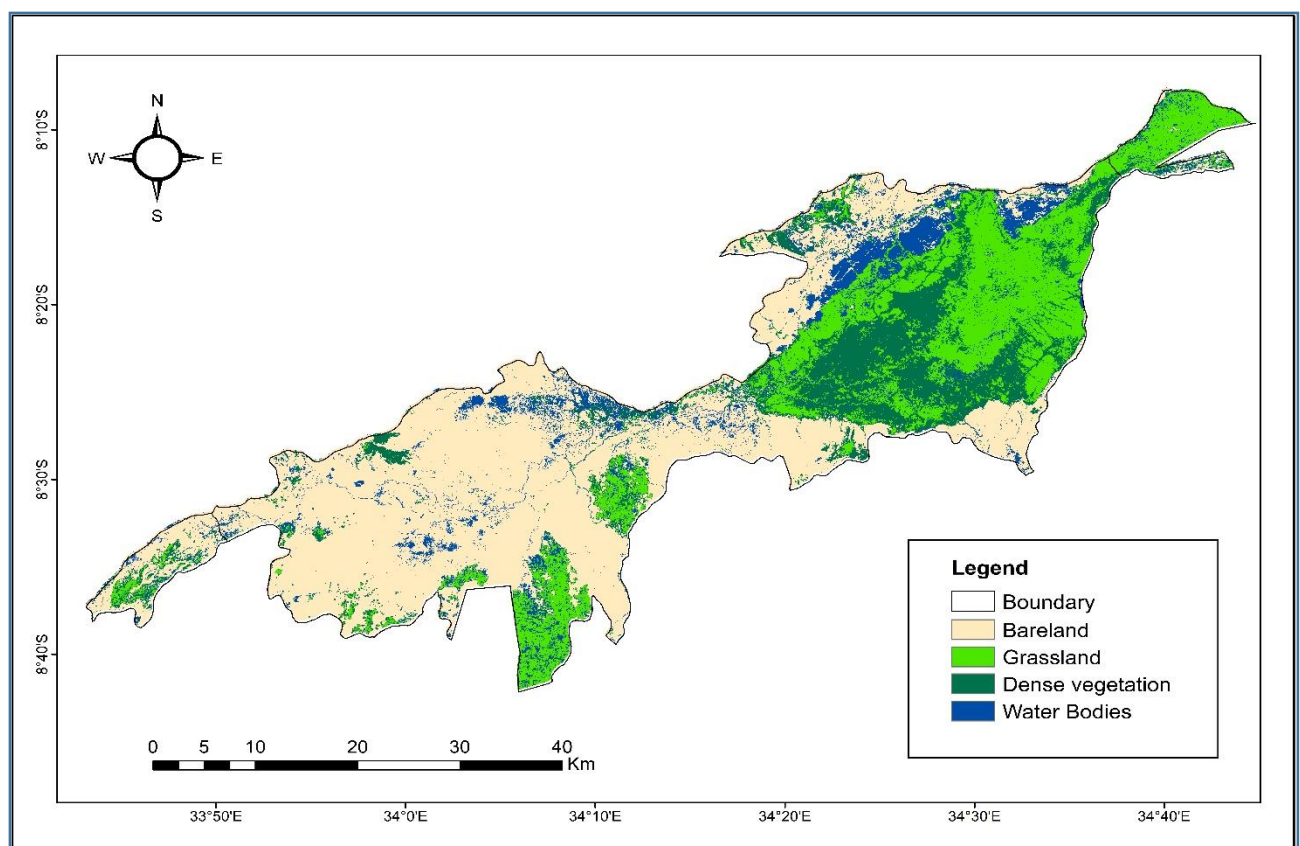 N
W E
S
8°10'S
8°20'S
8°30'S
8°40'S
Legend
Boundary
Bareland
Grassland
Dense vegetation
Water Bodies
0 5 10 20 30 40
Km
33°50'E 34°0'E 34°10'E 34°20'E 34°30'E 34°40'E